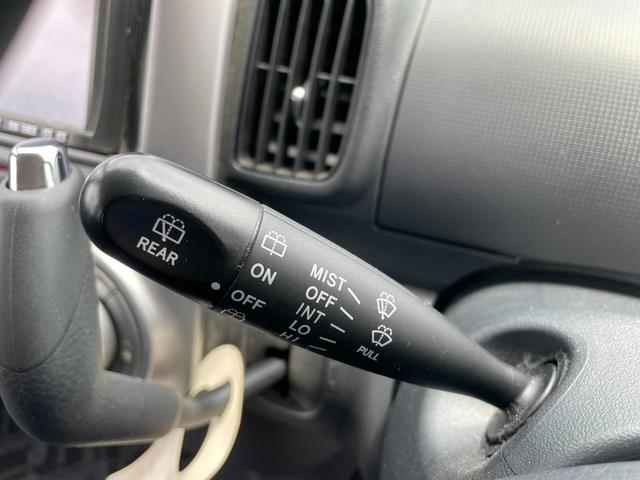 REAR
ON
OFF
MIST
OFF
INT
LO
HI
PULL